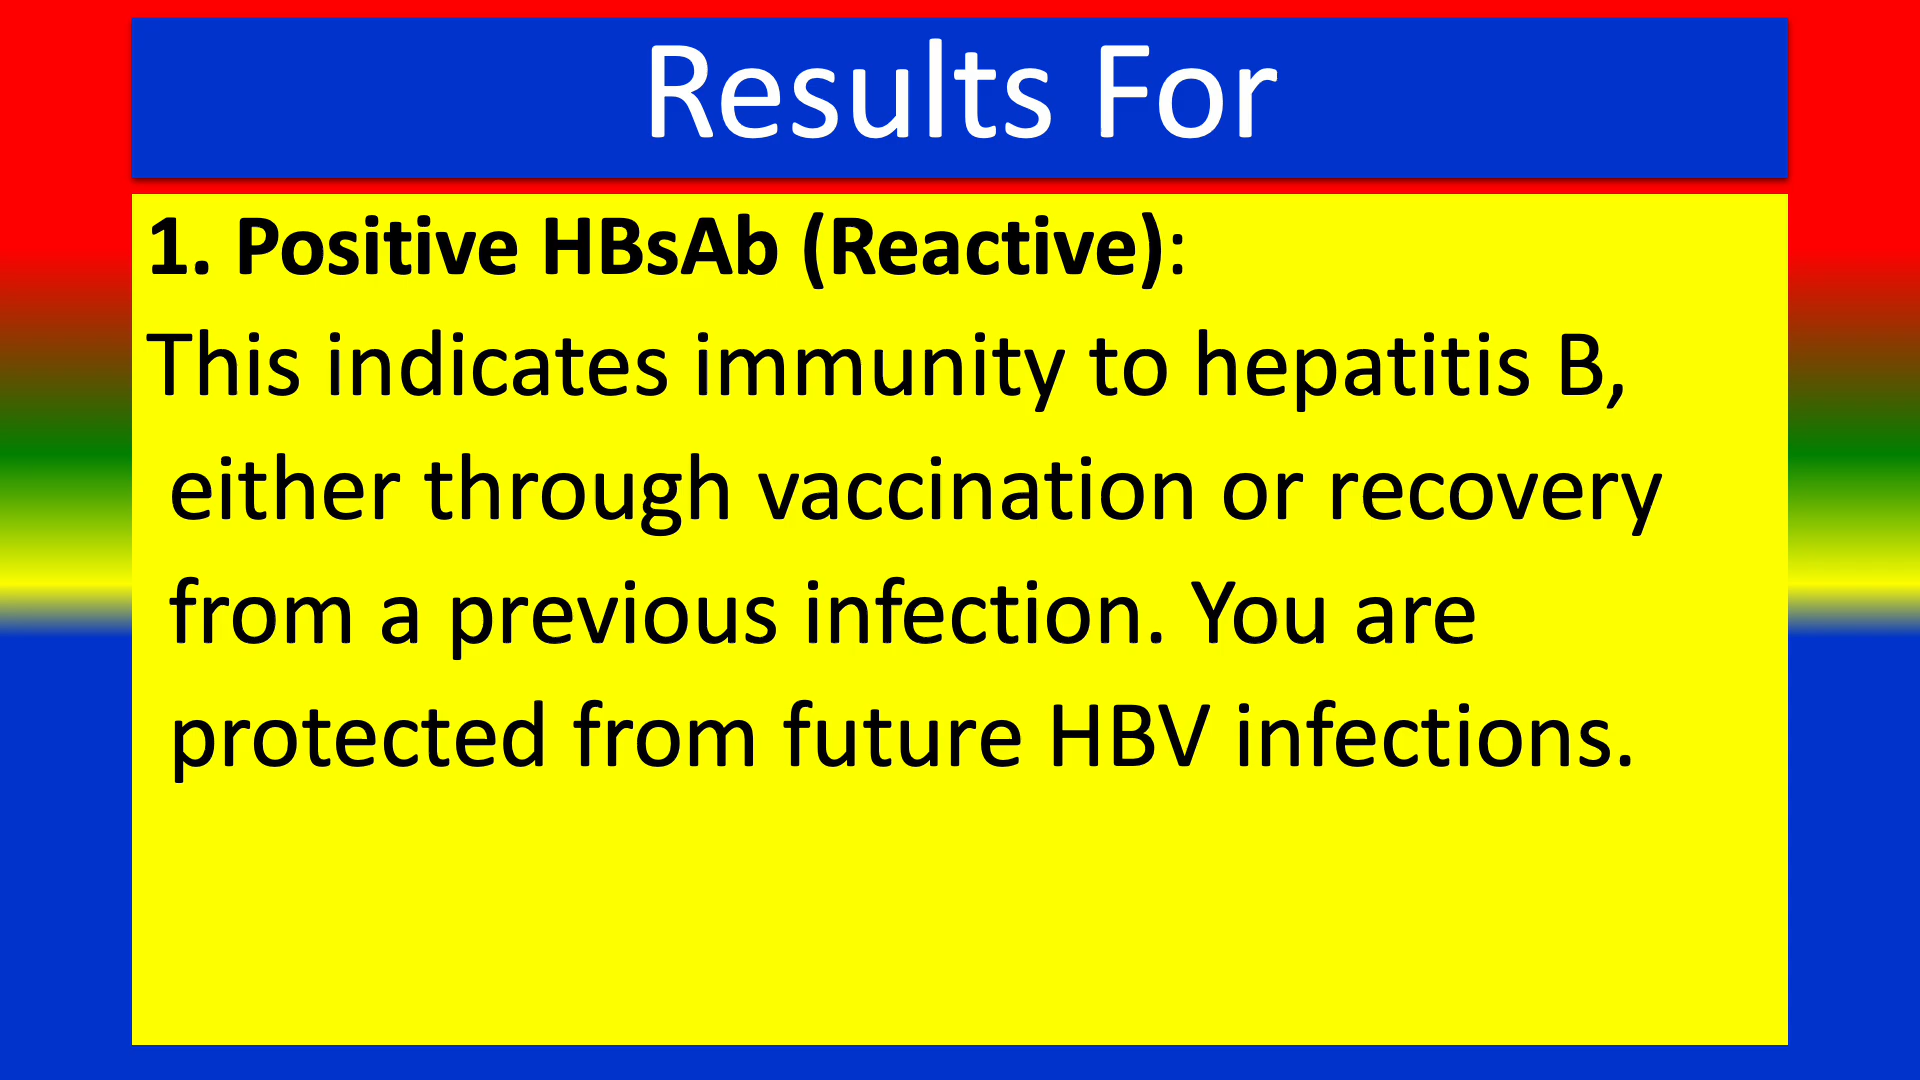 Results For
1. Positive HBsAb (Reactive):
This indicates immunity to hepatitis B,
either through vaccination or recovery
from a previous infection. You are
protected from future HBV infections.